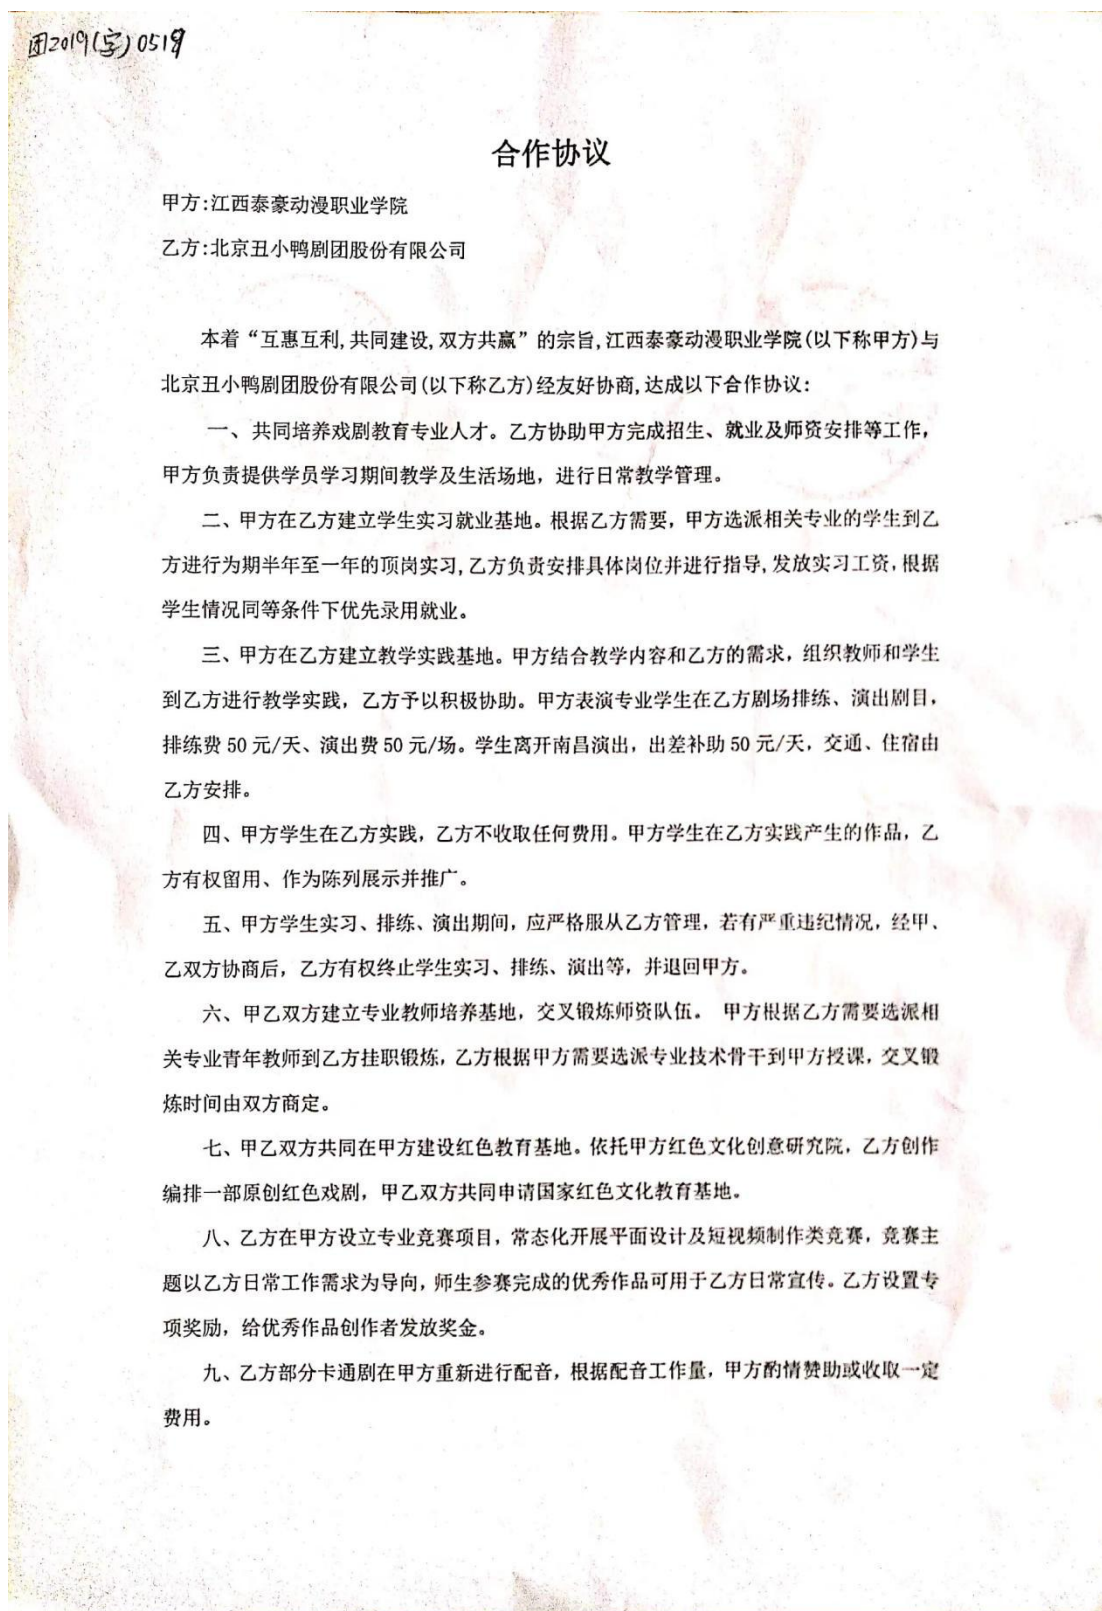 团2019(字)0519
合作协议
甲方:江西泰豪动漫职业学院
乙方:北京丑小鸭剧团股份有限公司
本着“互惠互利,共同建设,双方共赢”的宗旨,江西泰豪动漫职业学院(以下称甲方)与
北京丑小鸭剧团股份有限公司(以下称乙方)经友好协商,达成以下合作协议:
一、共同培养戏剧教育专业人才。乙方协助甲方完成招生、就业及师资安排等工作,
甲方负责提供学员学习期间教学及生活场地，进行日常教学管理。
二、甲方在乙方建立学生实习就业基地。根据乙方需要，甲方选派相关专业的学生到乙
方进行为期半年至一年的顶岗实习,乙方负责安排具体岗位并进行指导,发放实习工资,根据
学生情况同等条件下优先录用就业。
三、甲方在乙方建立教学实践基地。甲方结合教学内容和乙方的需求，组织教师和学生
到乙方进行教学实践，乙方予以积极协助。甲方表演专业学生在乙方剧场排练、演出剧目,
排练费 50 元/天、演出费 50 元/场。学生离开南昌演出，出差补助 50 元/天，交通、住宿由
乙方安排。
四、甲方学生在乙方实践，乙方不收取任何费用。甲方学生在乙方实践产生的作品，乙
方有权留用、作为陈列展示并推广。
五、甲方学生实习、排练、演出期间，应严格服从乙方管理，若有严重违纪情况，经甲、
乙双方协商后，乙方有权终止学生实习、排练、演出等，并退回甲方。
六、甲乙双方建立专业教师培养基地，交叉锻炼师资队伍。 甲方根据乙方需要选派相
关专业青年教师到乙方挂职锻炼，乙方根据甲方需要选派专业技术骨干到甲方授课，交叉锻
炼时间由双方商定。
七、甲乙双方共同在甲方建设红色教育基地。依托甲方红色文化创意研究院，乙方创作
编排一部原创红色戏剧，甲乙双方共同申请国家红色文化教育基地。
八、乙方在甲方设立专业竞赛项目，常态化开展平面设计及短视频制作类竞赛，竞赛主
题以乙方日常工作需求为导向，师生参赛完成的优秀作品可用于乙方日常宣传。乙方设置专
项奖励，给优秀作品创作者发放奖金。
九、乙方部分卡通剧在甲方重新进行配音，根据配音工作量，甲方酌情赞助或收取一定
费用。